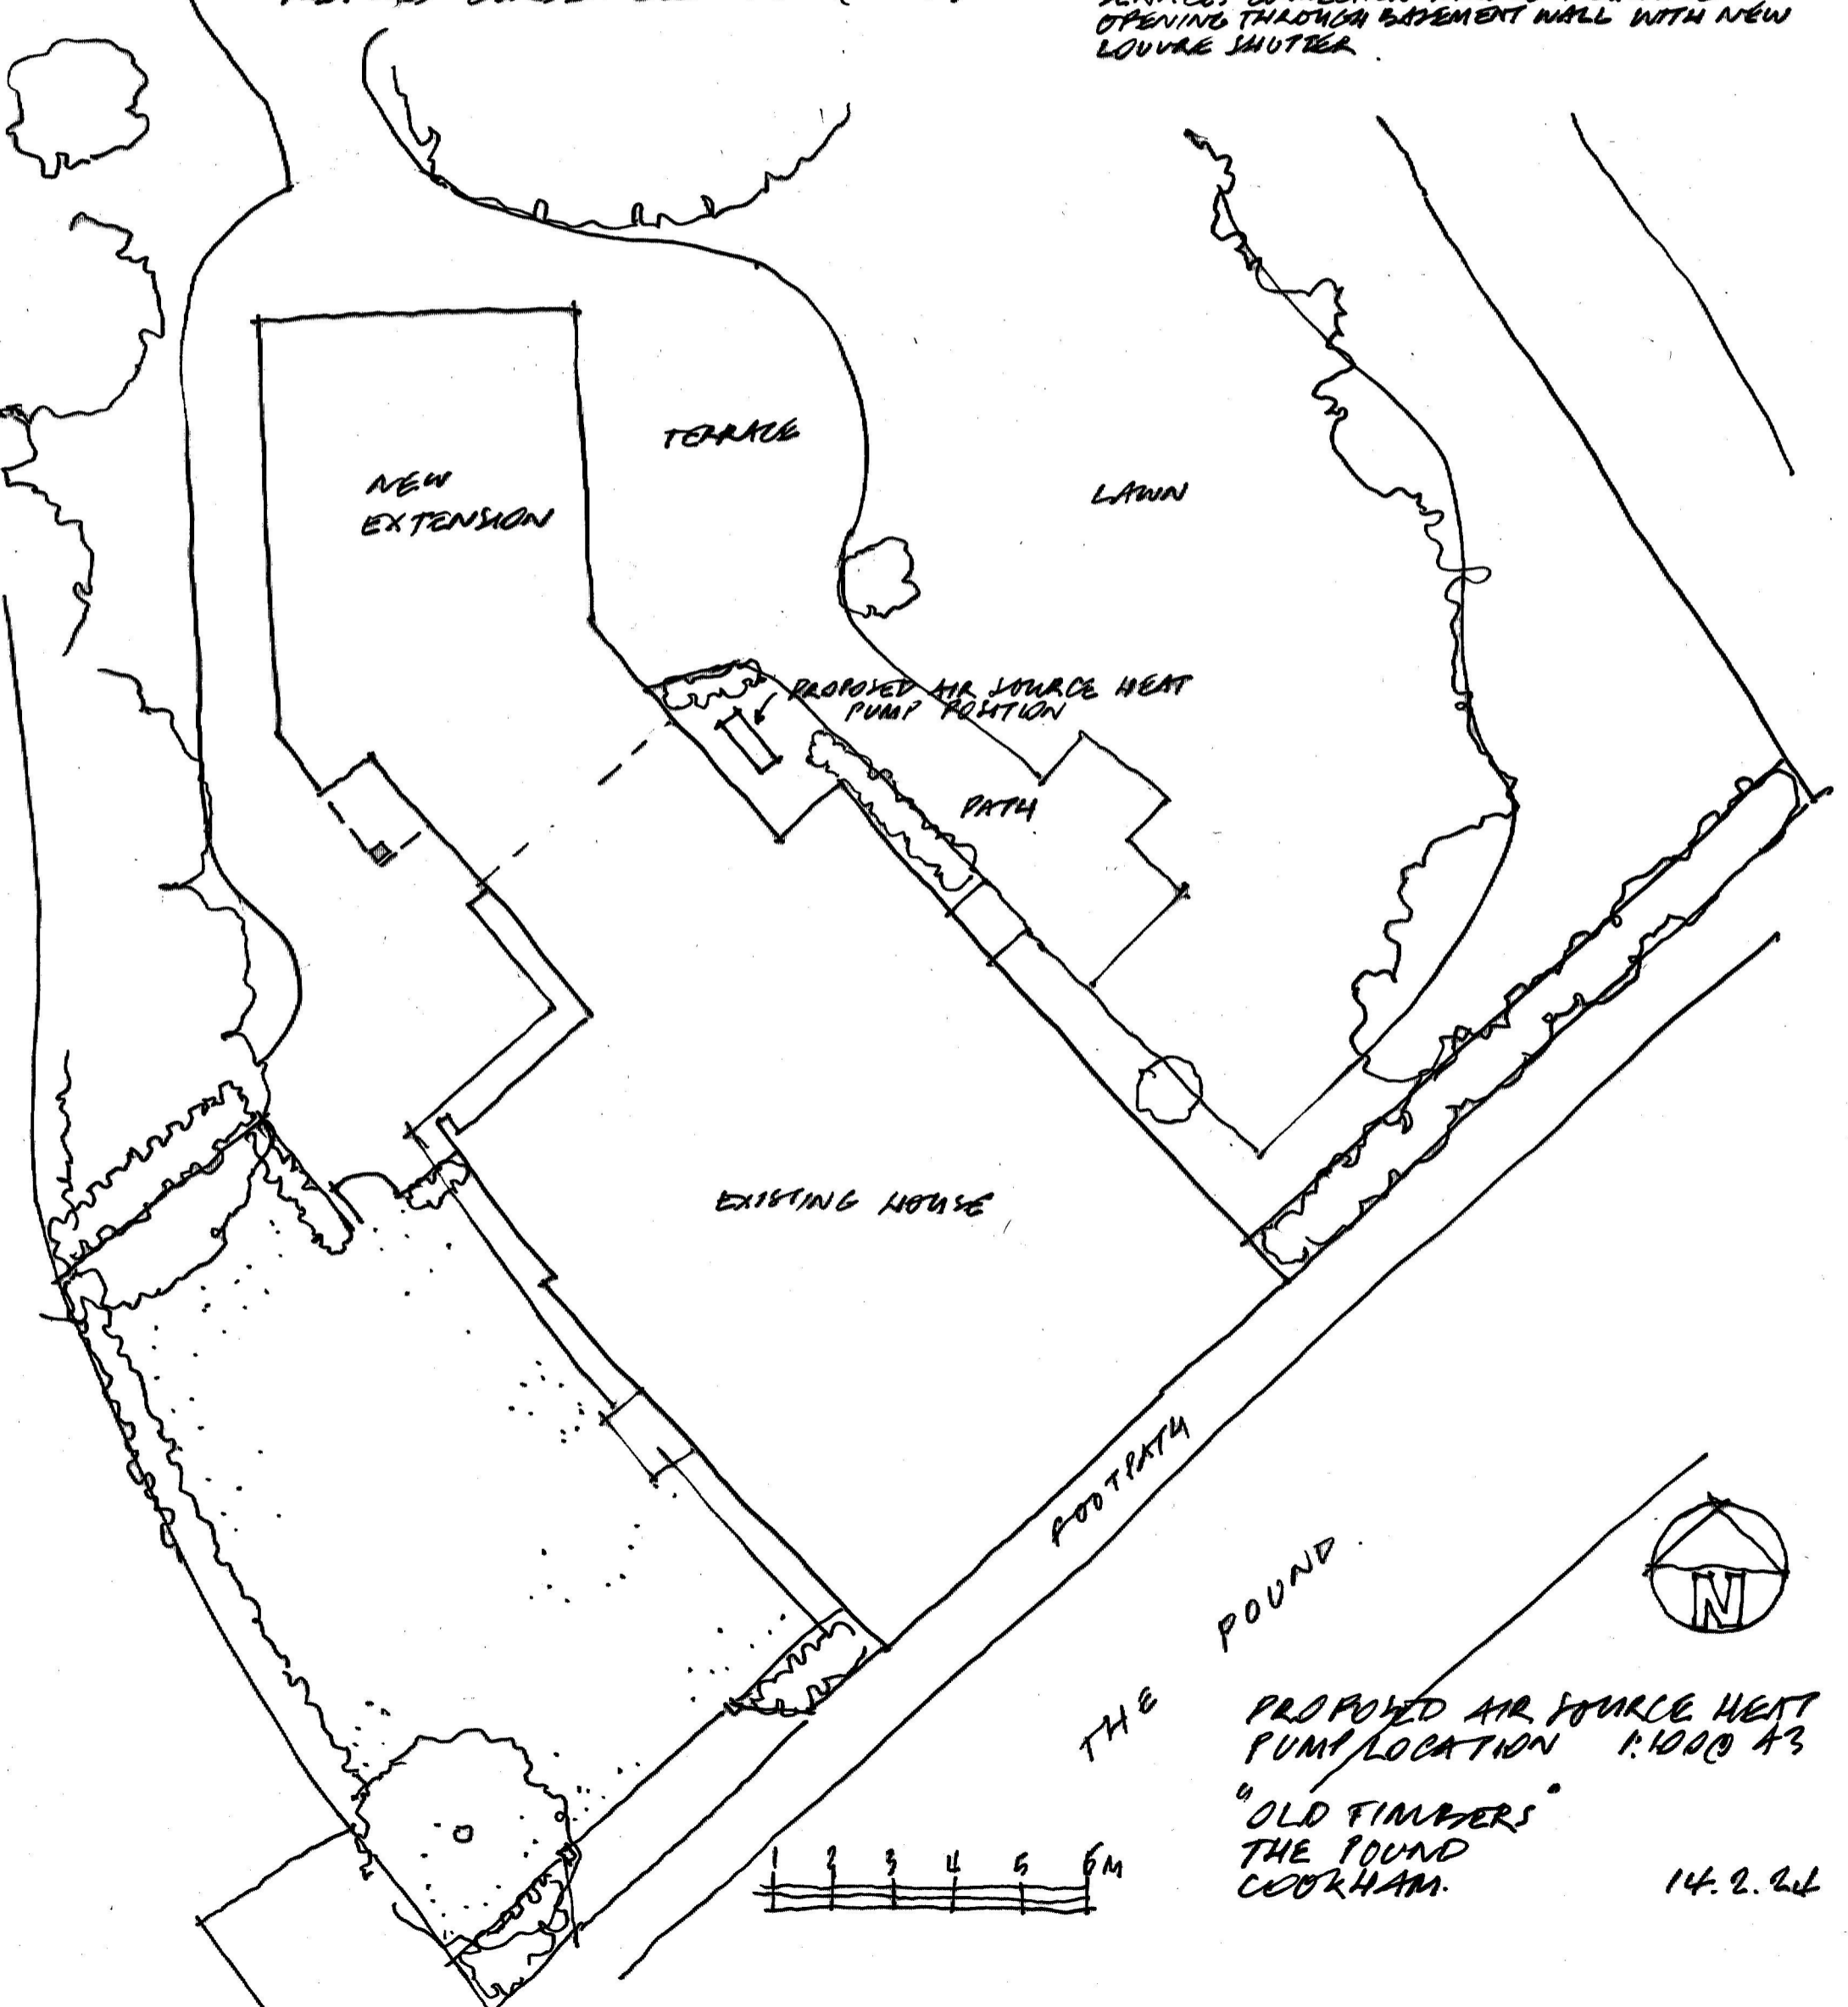 OPENING THROUGH BASEMENT WALL WITH NEW
LOUVRE SHUTTER.
TERRACE
NEW
EXTENSION
LAWN
PROPOSED AIR SOURCE HEAT
PUMP POSITION
PATH
EXISTING HOUSE
FOOTPATH
THE POUND
N
1 2 3 4 5 6M
PROPOSED AIR SOURCE HEAT
PUMP LOCATION 1:100@ A3
"OLD TIMBERS"
THE POUND
COOKHAM.
14.2.24